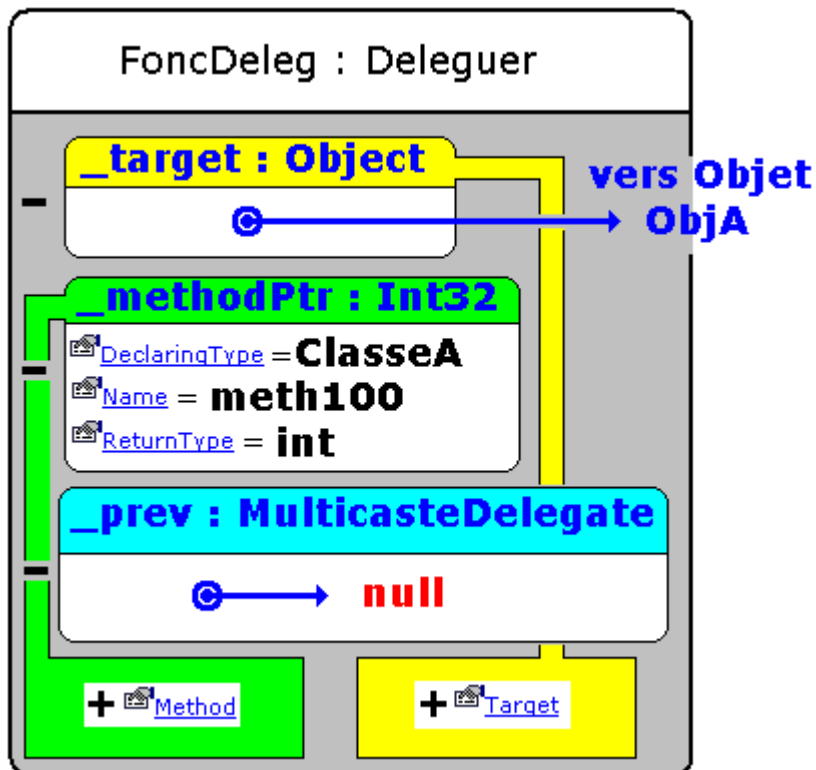 FoncDeleg : Deleguer
_target : Object
vers Objet
ObjA
_methodPtr : Int32
DeclaringType = ClasseA
Name = meth100
ReturnType = int
_prev : MulticasteDelegate
null
+ Method
+ Target